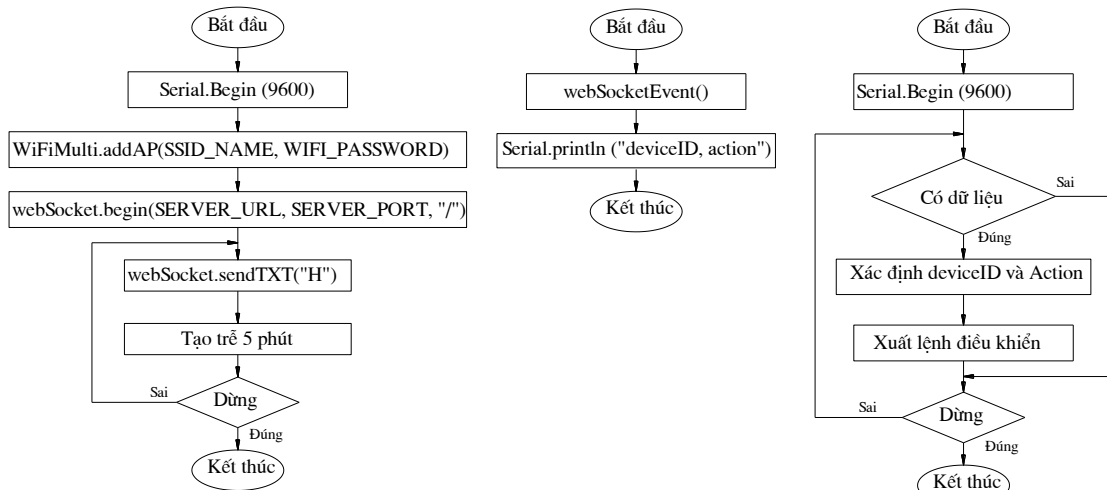 Bắt đầu
Serial.Begin (9600)
WiFiMulti.addAP(SSID_NAME, WIFI_PASSWORD)
webSocket.begin(SERVER_URL, SERVER_PORT, "/")
webSocket.sendTXT("H")
Tạo trễ 5 phút
Sai
Dừng
Đúng
Kết thúc
Bắt đầu
webSocketEvent()
Serial.println ("deviceID, action")
Kết thúc
Bắt đầu
Serial.Begin (9600)
Có dữ liệu
Sai
Đúng
Xác định deviceID và Action
Xuất lệnh điều khiển
Sai
Dừng
Đúng
Kết thúc